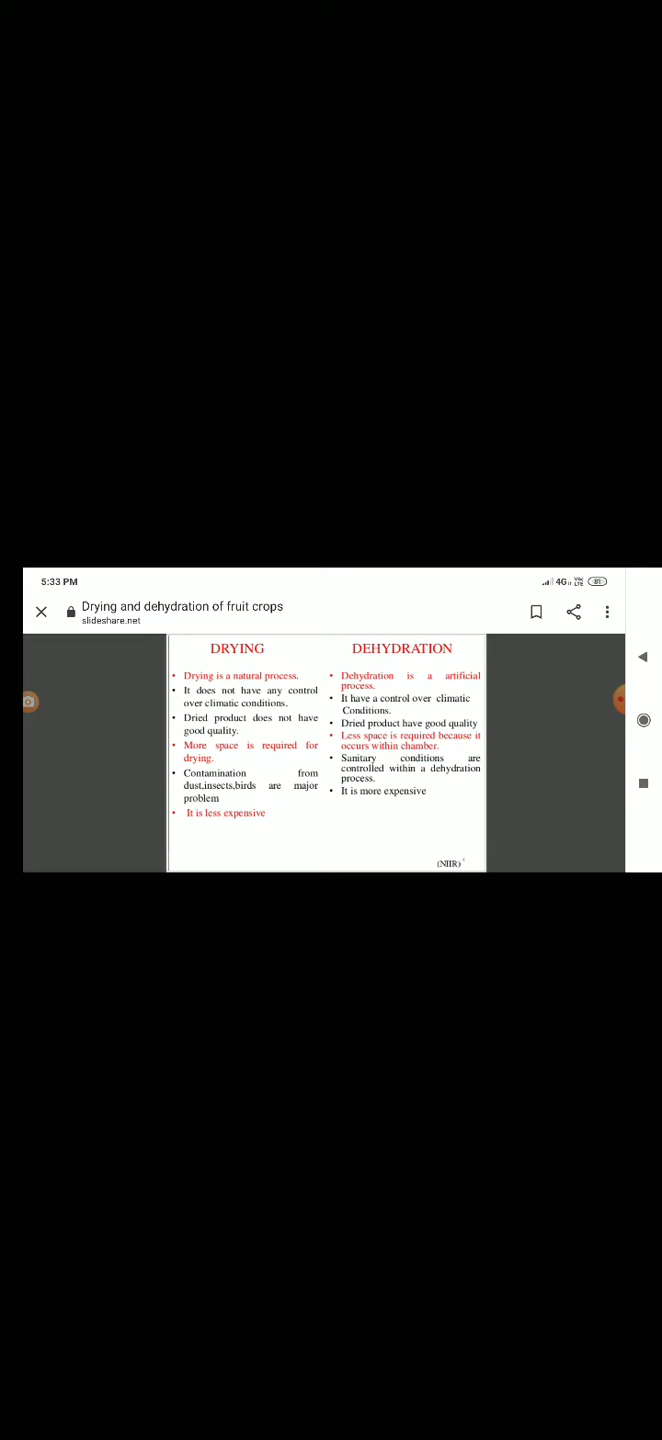 5:33 PM
4G
Vo LTE
81
Drying and dehydration of fruit crops
slideshare.net
DRYING
• Drying is a natural process.
• It does not have any control
over climatic conditions.
• Dried product does not have
good quality.
• More space is required for
drying.
• Contamination from
dust,insects,birds are major
problem
• It is less expensive
DEHYDRATION
• Dehydration is a artificial
process.
• It have a control over climatic
Conditions.
• Dried product have good quality
• Less space is required because it
occurs within chamber.
• Sanitary conditions are
controlled within a dehydration
process.
• It is more expensive
(NIIR)